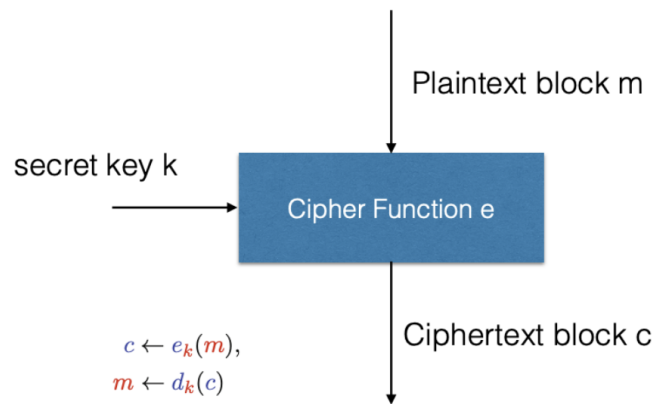 Plaintext block m
secret key k
Cipher Function e
Ciphertext block c
c ← e_k(m),
m ← d_k(c)